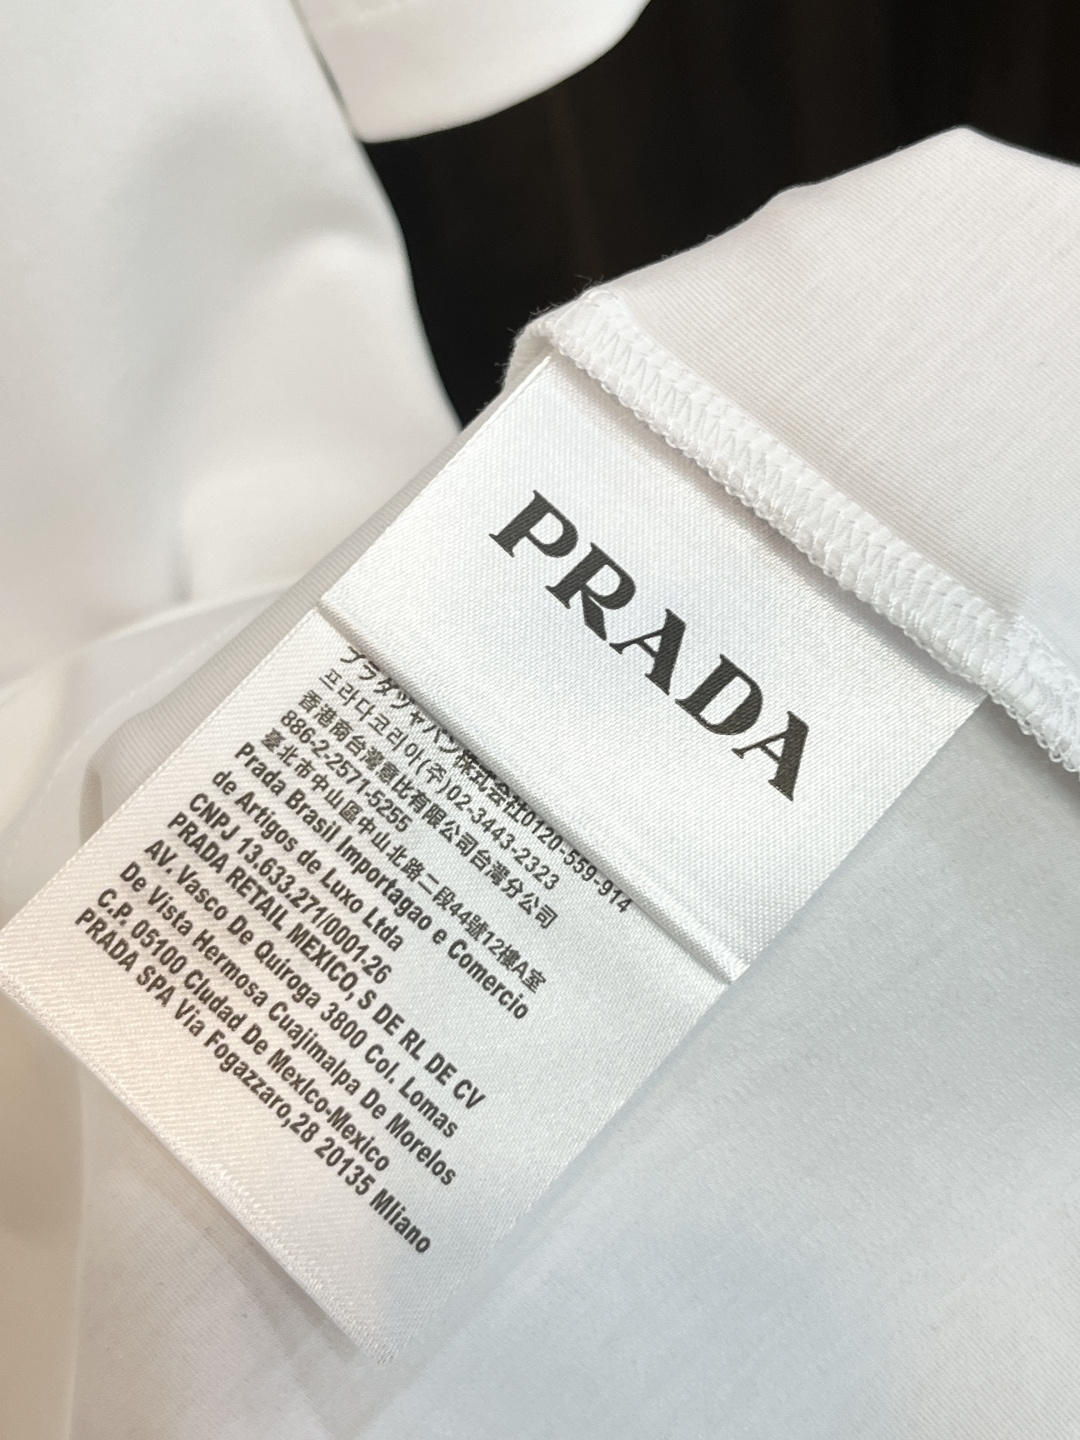 PRADA
プラダジャパン株式会社0120-559-914
프라다코리아(주)02-3443-2323
香港商台灣意比有限公司台灣分公司
886-2-2571-5255
臺北市中山區中山北路二段44號12樓A室
Prada Brasil Importagao e Comercio
de Artigos de Luxo Ltda
CNPJ 13.633.271/0001-26
PRADA RETAIL MEXICO, S DE RL DE CV
AV. Vasco De Quiroga 3800 Col. Lomas
De Vista Hermosa Cuajimalpa De Morelos
C.P. 05100 Cludad De Mexlco-Mexico
PRADA SPA Via Fogazzaro,28 20135 Mliano